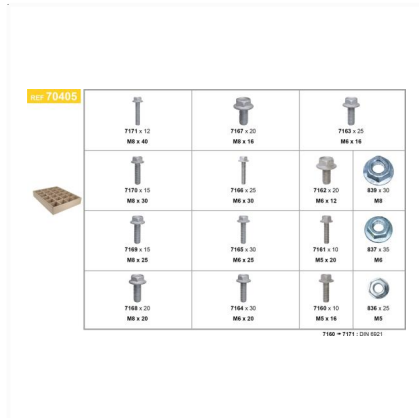 REF 70405
7171 x 12
M8 x 40
7167 x 20
M8 x 16
7163 x 25
M6 x 16
7170 x 15
M8 x 30
7166 x 25
M6 x 30
7162 x 20
M6 x 12
839 x 30
M8
7169 x 15
M8 x 25
7165 x 30
M6 x 25
7161 x 10
M5 x 20
837 x 35
M6
7168 x 20
M8 x 20
7164 x 30
M6 x 20
7160 x 10
M5 x 16
836 x 25
M5
7160 → 7171 : DIN 6921